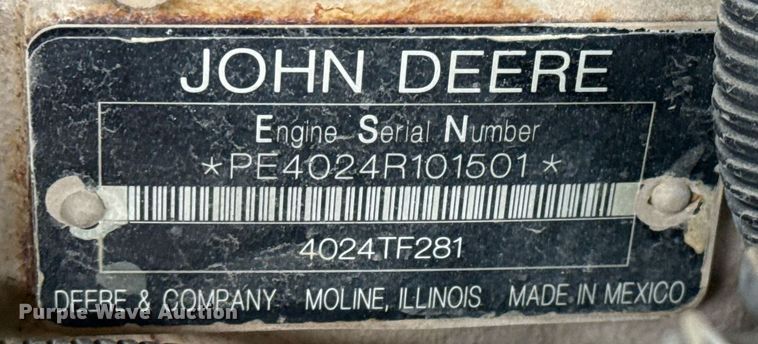 JOHN DEERE
Engine Serial Number
*PE4024R101501*
4024TF281
DEERE & COMPANY MOLINE, ILLINOIS MADE IN MEXICO
Purple Wave Auction